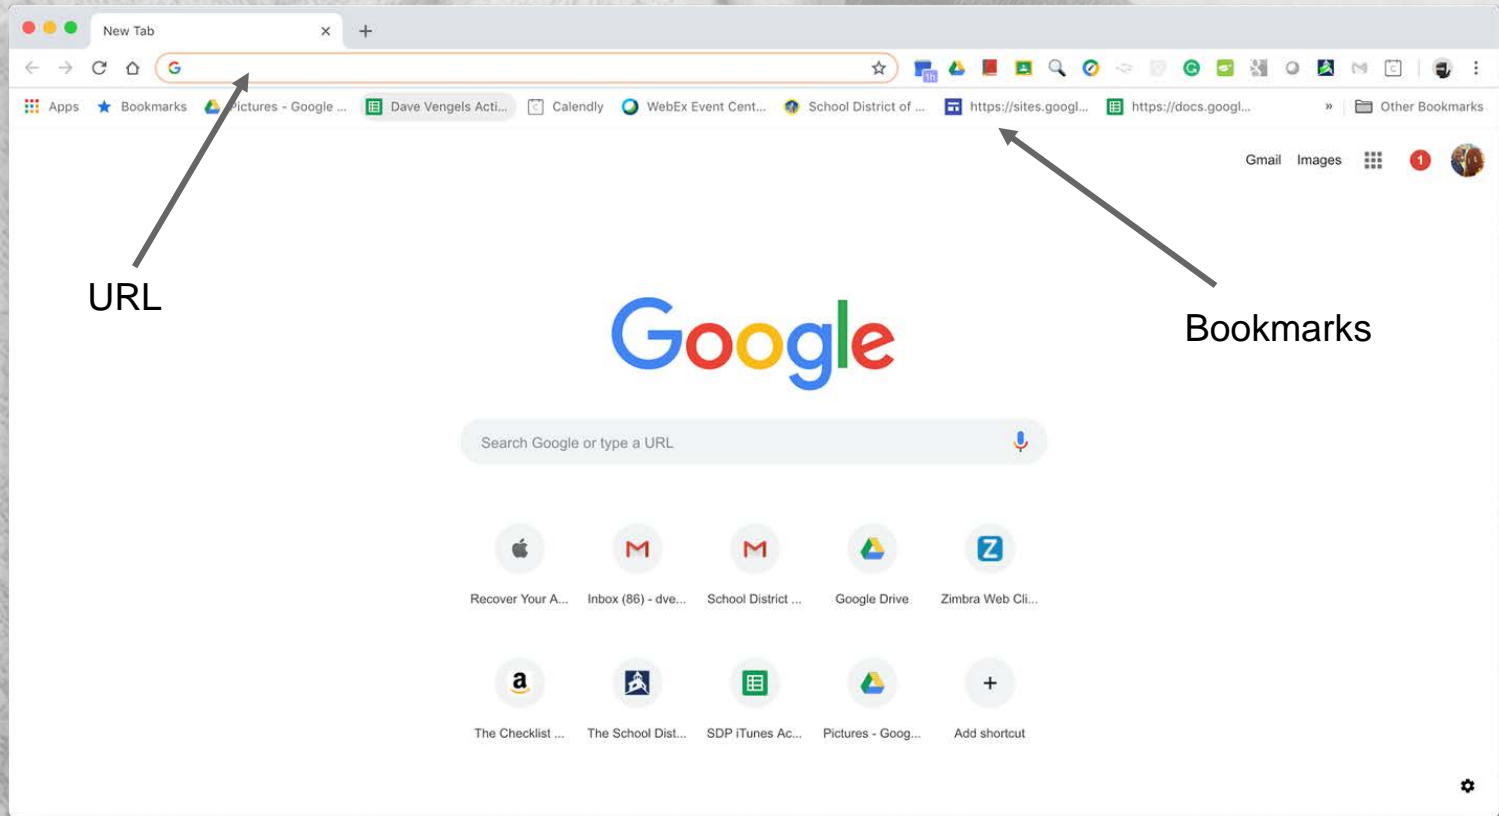 New Tab
1h
Apps Bookmarks Pictures - Google ... Dave Vengels Acti... Calendly WebEx Event Cent... School District of ... https://sites.googl... https://docs.googl... » Other Bookmarks
Gmail Images 1
URL
Bookmarks
Google
Search Google or type a URL
Recover Your A... Inbox (86) - dve... School District ... Google Drive Zimbra Web Cli...
The Checklist ... The School Dist... SDP iTunes Ac... Pictures - Goog... Add shortcut